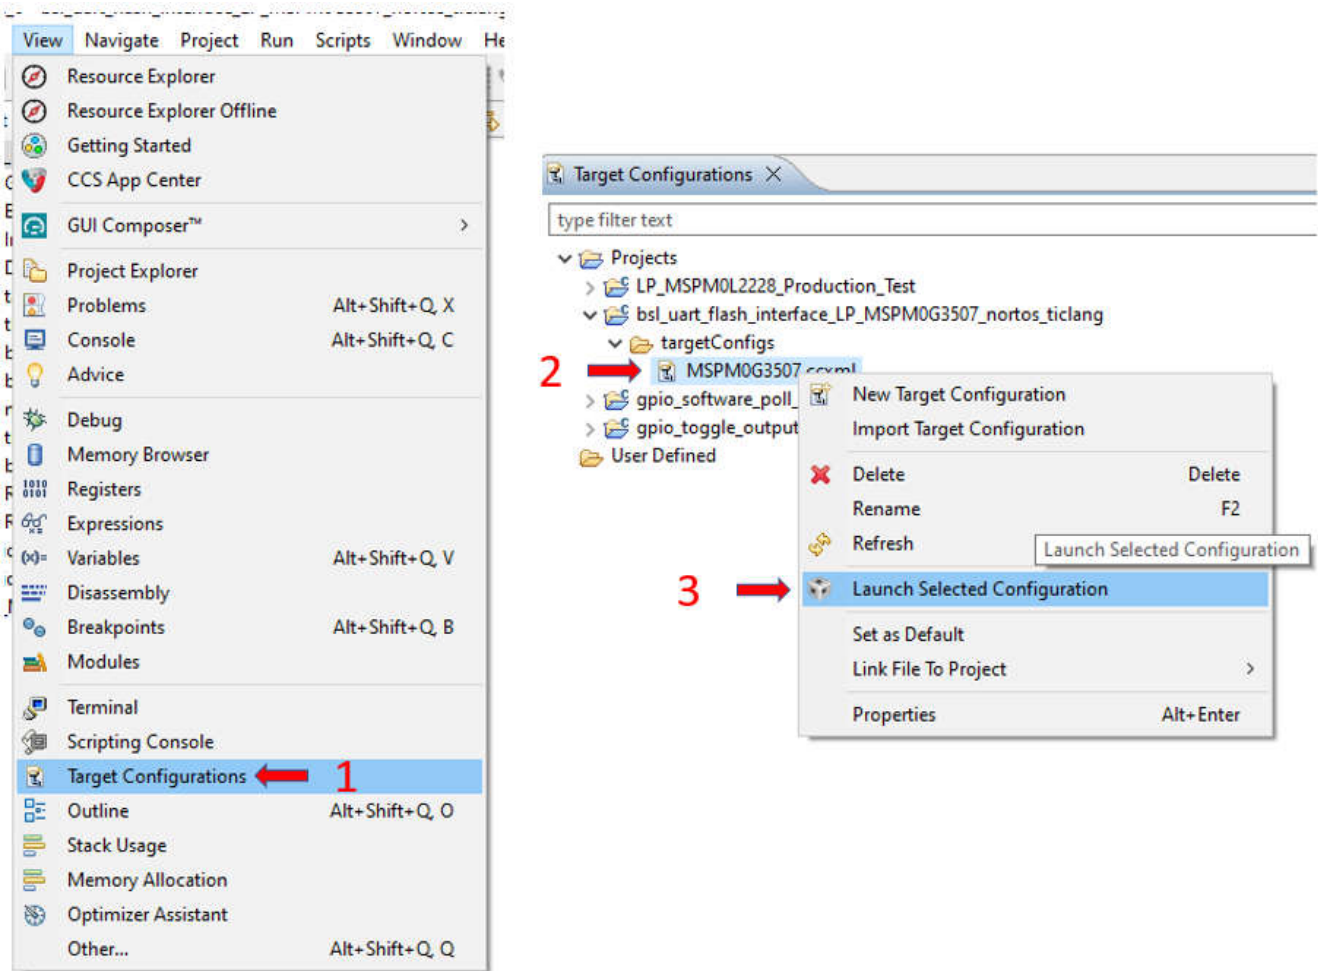 View Navigate Project Run Scripts Window He
Resource Explorer
Resource Explorer Offline
Getting Started
CCS App Center
GUI Composer™ >
Project Explorer
Problems Alt+Shift+Q, X
Console Alt+Shift+Q, C
Advice
Debug
Memory Browser
Registers
Expressions
Variables Alt+Shift+Q, V
Disassembly
Breakpoints Alt+Shift+Q, B
Modules
Terminal
Scripting Console
Target Configurations 1
Outline Alt+Shift+Q, O
Stack Usage
Memory Allocation
Optimizer Assistant
Other... Alt+Shift+Q, Q
Target Configurations
type filter text
Projects
LP_MSPM0L2228_Production_Test
bsl_uart_flash_interface_LP_MSPM0G3507_nortos_ticlang
targetConfigs
2 MSPM0G3507.ccxml
gpio_software_poll_
gpio_toggle_output
User Defined
New Target Configuration
Import Target Configuration
Delete Delete
Rename F2
Refresh
Launch Selected Configuration
3 Launch Selected Configuration
Set as Default
Link File To Project >
Properties Alt+Enter